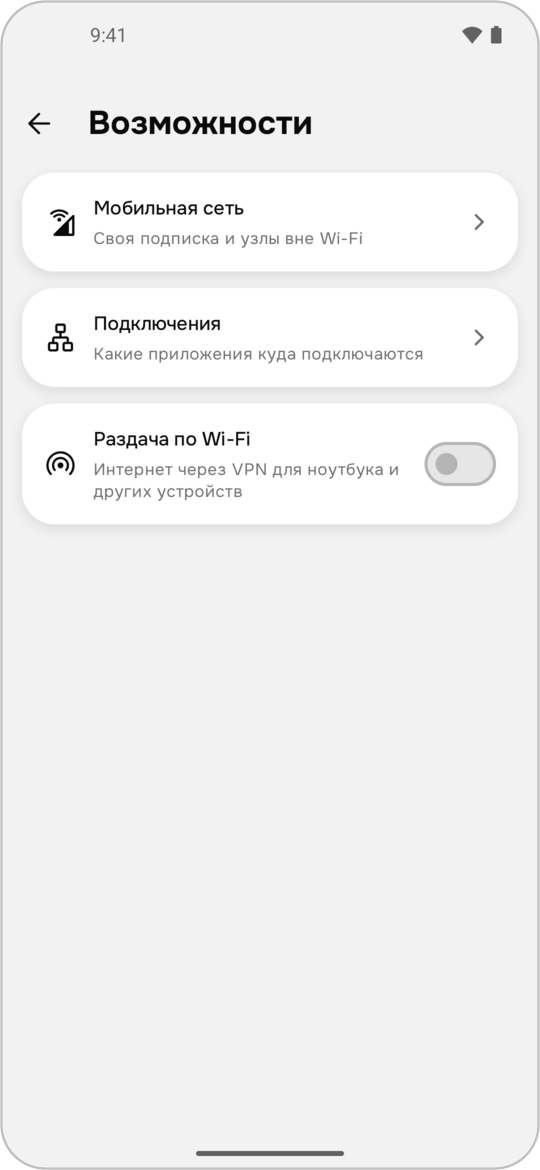 9:41
Возможности
Мобильная сеть
Своя подписка и узлы вне Wi-Fi
Подключения
Какие приложения куда подключаются
Раздача по Wi-Fi
Интернет через VPN для ноутбука и
других устройств